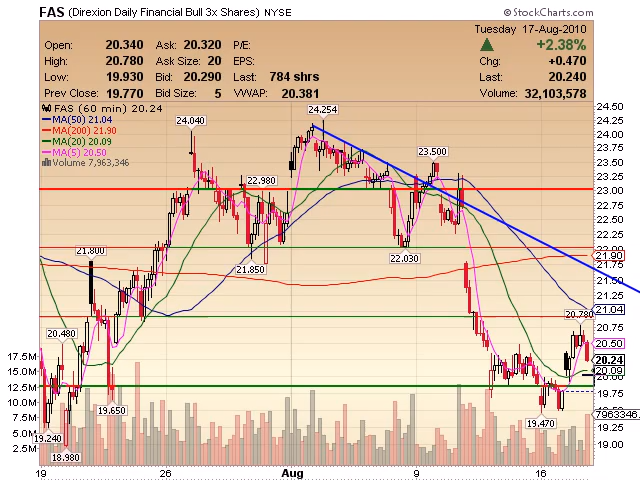 FAS (Direxion Daily Financial Bull 3x Shares) NYSE
© StockCharts.com
Tuesday 17-Aug-2010
Open: 20.340 Ask: 20.320 P/E: +2.38%
High: 20.780 Ask Size: 20 EPS: Chg: +0.470
Low: 19.930 Bid: 20.290 Last: 784 shrs Last: 20.240
Prev Close: 19.770 Bid Size: 5 VWAP: 20.381 Volume: 32,103,578
FAS (60 min) 20.24
MA(50) 21.04
MA(200) 21.90
MA(20) 20.09
MA(5) 20.50
Volume 7,963,346
24.040
24.254
23.500
22.980
22.030
21.850
21.800
20.780
20.480
19.650
19.470
19.240
18.980
24.50
24.25
24.00
23.75
23.50
23.25
23.00
22.75
22.50
22.25
22.00
21.90
21.75
21.50
21.25
21.04
20.75
20.50
20.24
20.09
19.75
19.50
7963346
19.25
19.00
17.5M
15.0M
12.5M
10.0M
7.5M
5.0M
2.5M
19 26 Aug 9 16